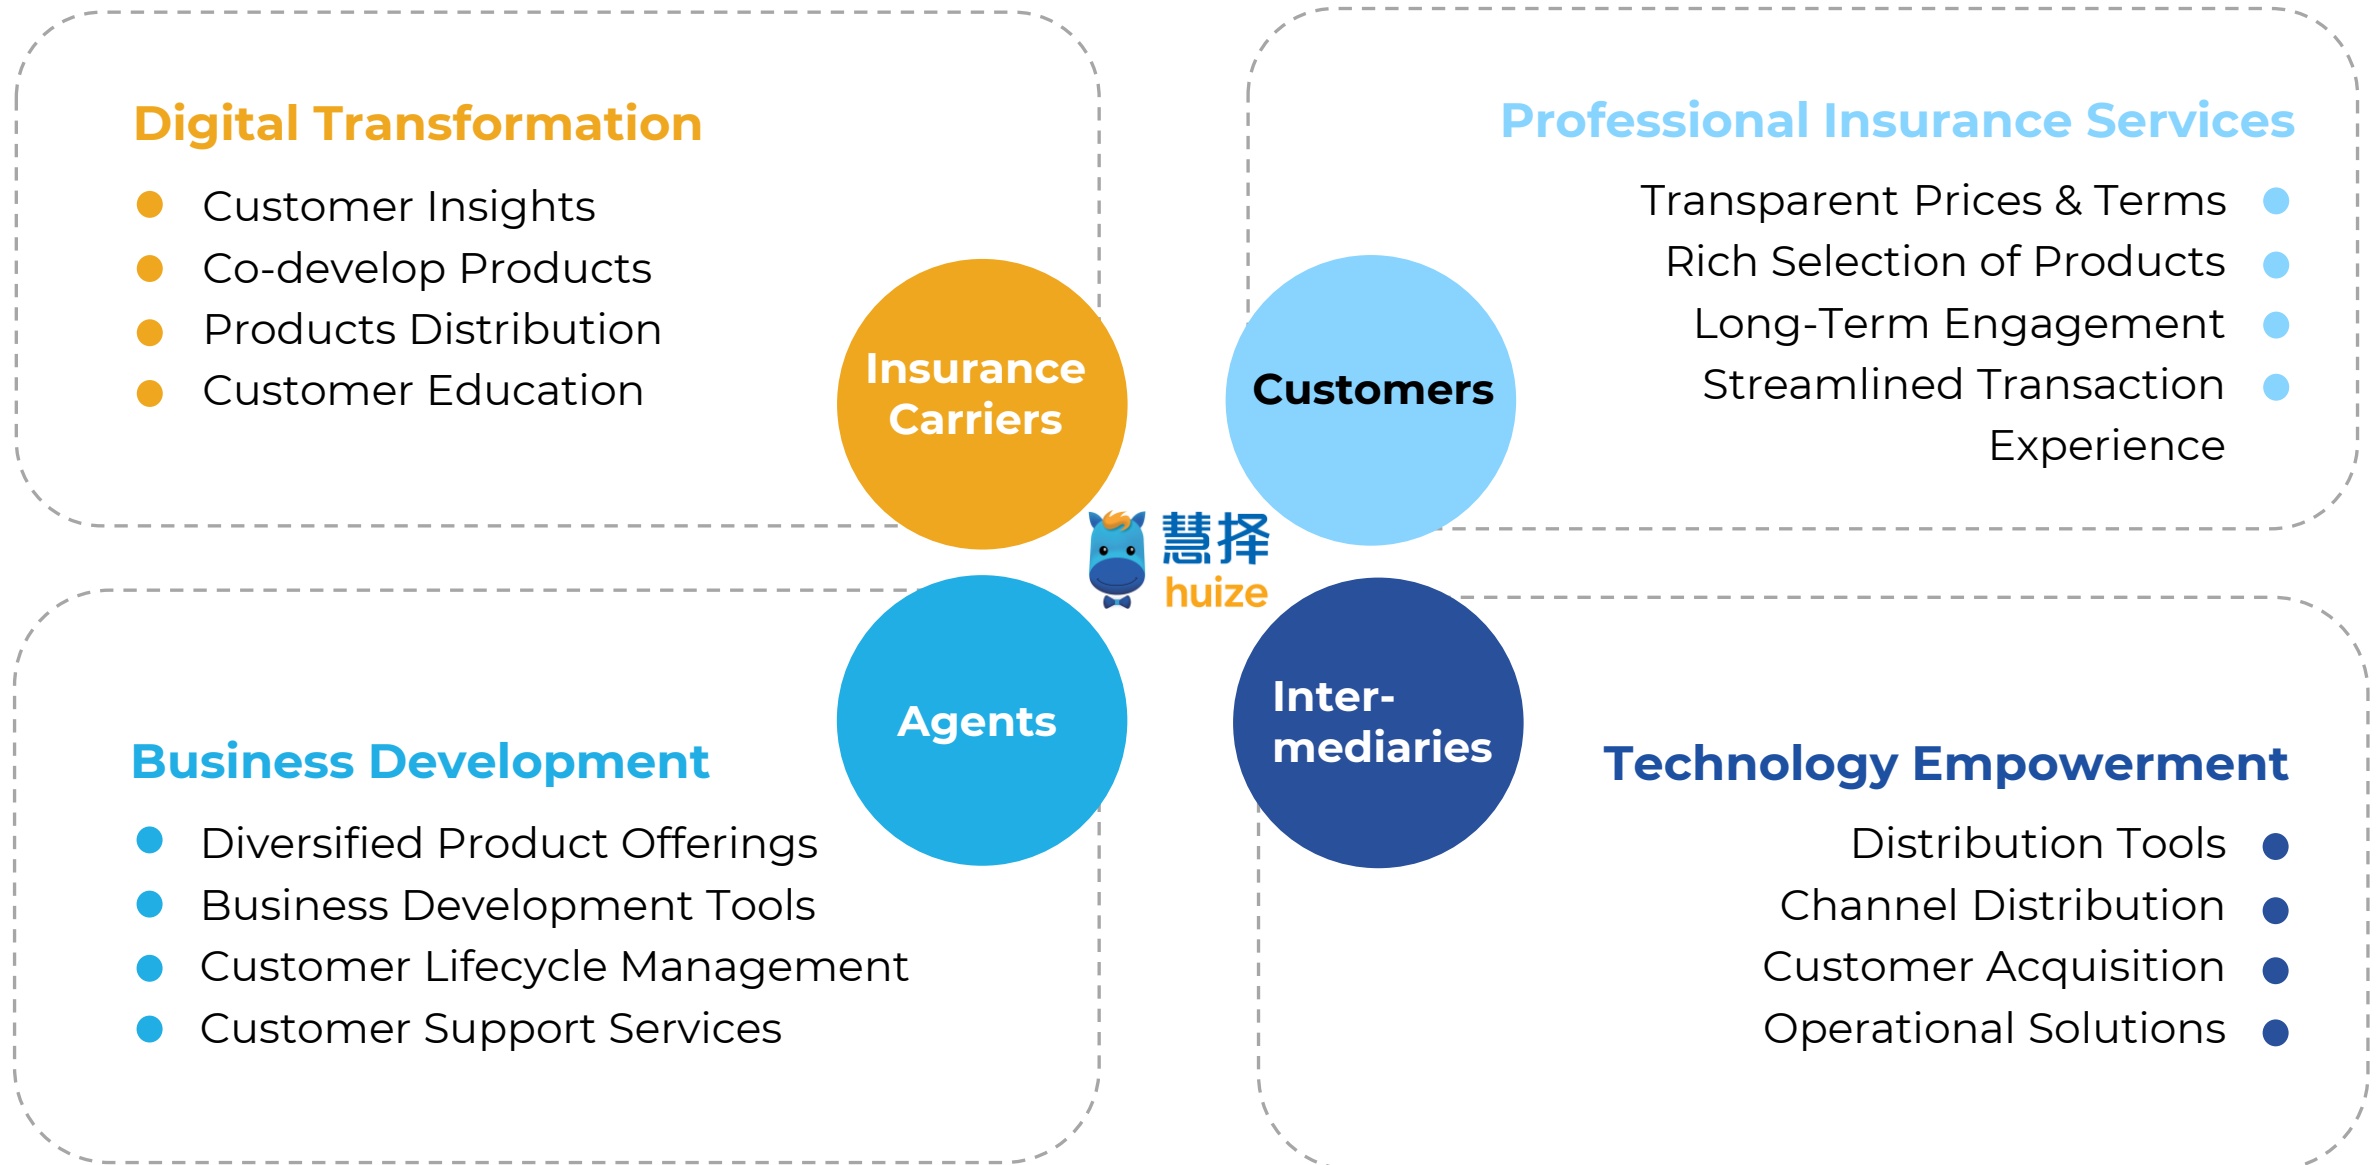 Digital Transformation
Customer Insights
Co-develop Products
Products Distribution
Customer Education
Insurance
Carriers
Professional Insurance Services
Transparent Prices & Terms
Rich Selection of Products
Long-Term Engagement
Streamlined Transaction
Experience
Customers
慧择
huize
Agents
Business Development
Diversified Product Offerings
Business Development Tools
Customer Lifecycle Management
Customer Support Services
Inter-
mediaries
Technology Empowerment
Distribution Tools
Channel Distribution
Customer Acquisition
Operational Solutions